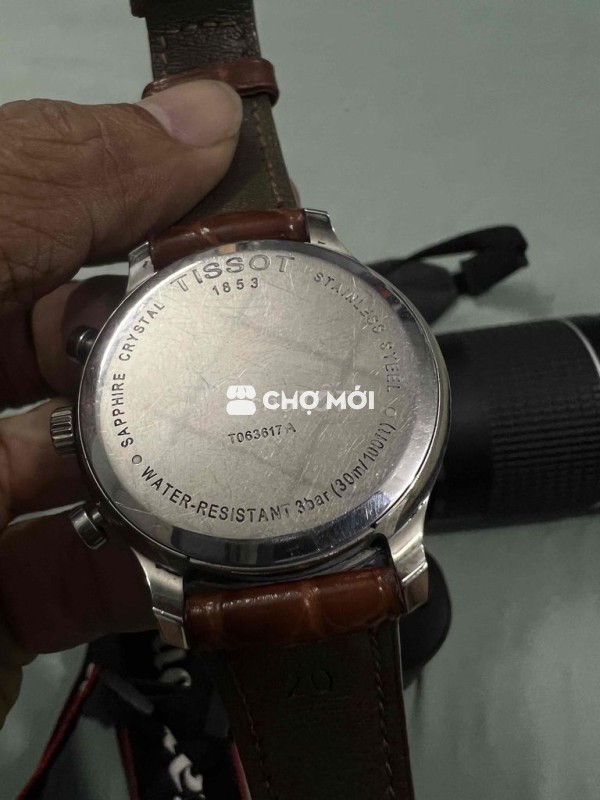 TISSOT
1853
SAPPHIRE CRYSTAL
STAINLESS STEEL
CHỢ MỚI
T063617 A
WATER-RESISTANT 3bar (30m/100ft)
20